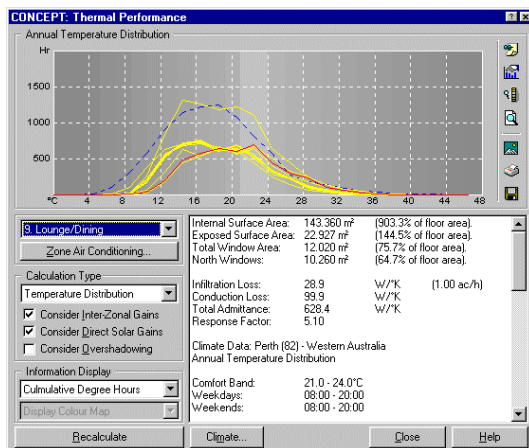 CONCEPT: Thermal Performance
Annual Temperature Distribution
Hr
1500
1000
500
°C 4 8 12 16 20 24 28 32 36 40 44 48
9. Lounge/Dining
Zone Air Conditioning...
Calculation Type
Temperature Distribution
Consider Inter-Zonal Gains
Consider Direct Solar Gains
Consider Overshadowing
Information Display
Culmulative Degree Hours
Display Colour Map
Internal Surface Area: 143.360 m² (903.3% of floor area).
Exposed Surface Area: 22.927 m² (144.5% of floor area).
Total Window Area: 12.020 m² (75.7% of floor area).
North Windows: 10.260 m² (64.7% of floor area).
Infiltration Loss: 28.9 W/°K (1.00 ac/h)
Conduction Loss: 99.9 W/°K
Total Admittance: 628.4 W/°K
Response Factor: 5.10
Climate Data: Perth (82) - Western Australia
Annual Temperature Distribution
Comfort Band: 21.0 - 24.0°C
Weekdays: 08:00 - 20:00
Weekends: 08:00 - 20:00
Recalculate
Climate...
Close
Help